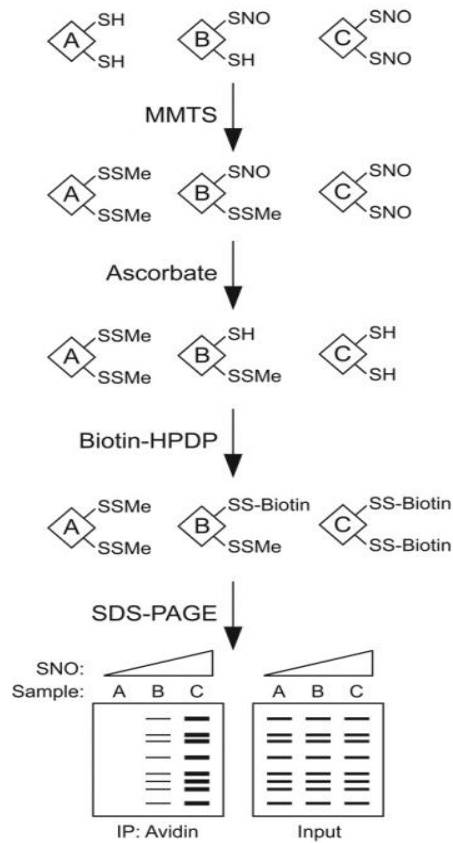 SH SNO SNO
A B C
SH SH SNO
MMTS
SSMe SNO SNO
A B C
SSMe SSMe SNO
Ascorbate
SSMe SH SH
A B C
SSMe SSMe SH
Biotin-HPDP
SSMe SS-Biotin SS-Biotin
A B C
SSMe SSMe SS-Biotin
SDS-PAGE
SNO:
Sample: A B C A B C
IP: Avidin Input